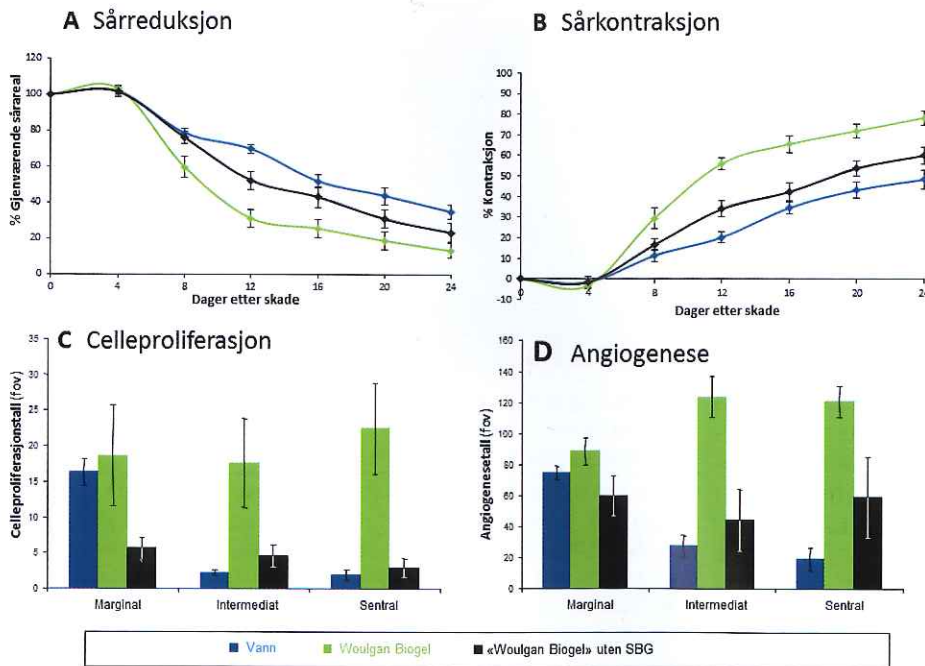 A Sårreduksjon
% Gjenværende sårareal
120
100
80
60
40
20
0
0 4 8 12 16 20 24
Dager etter skade
B Sårkontraksjon
% Kontraksjon
100
90
80
70
60
50
40
30
20
10
0
-10
0 4 8 12 16 20 24
Dager etter skade
C Celleproliferasjon
Celleproliferasjonstall (fov)
35
30
25
20
15
10
5
0
Marginal Intermediat Sentral
D Angiogenese
Angiogenesetall (fov)
160
140
120
100
80
60
40
20
0
Marginal Intermediat Sentral
Vann Woulgan Biogel «Woulgan Biogel» uten SBG